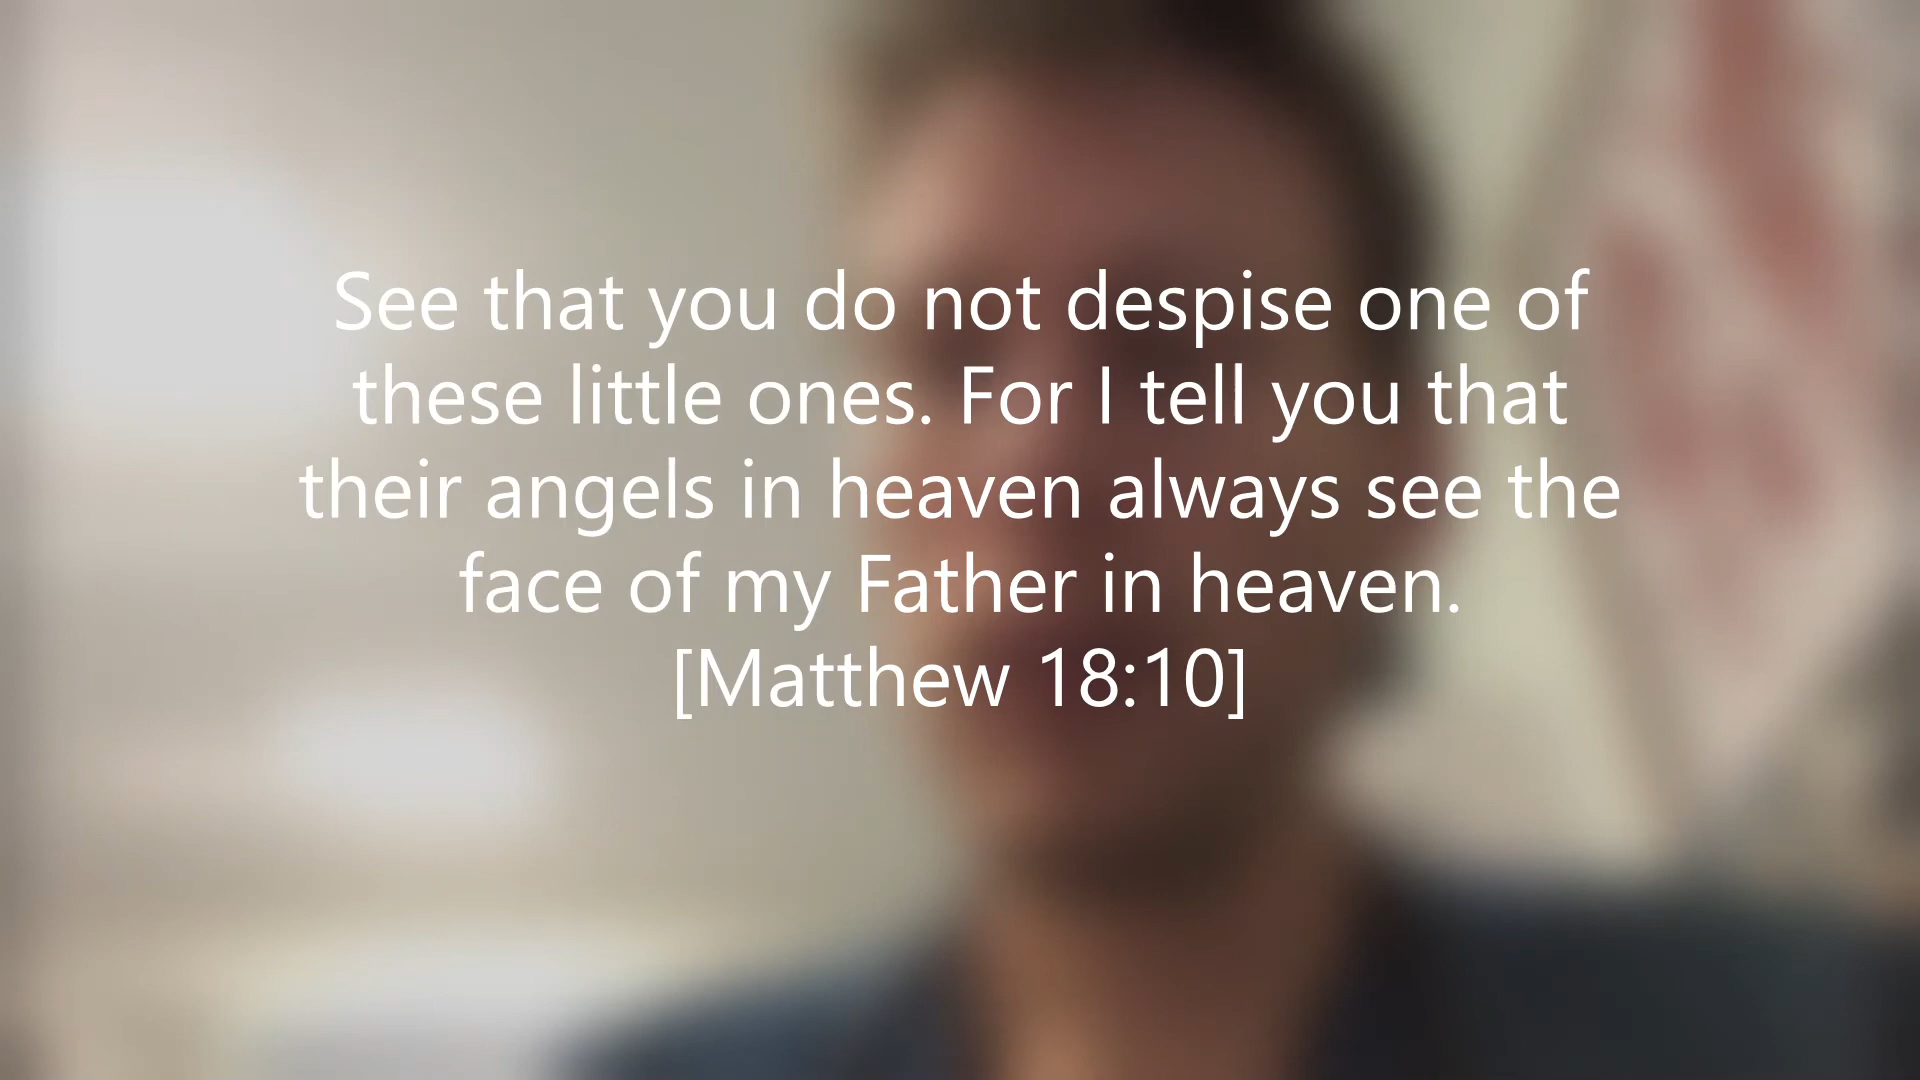 See that you do not despise one of
these little ones. For I tell you that
their angels in heaven always see the
face of my Father in heaven.
[Matthew 18:10]